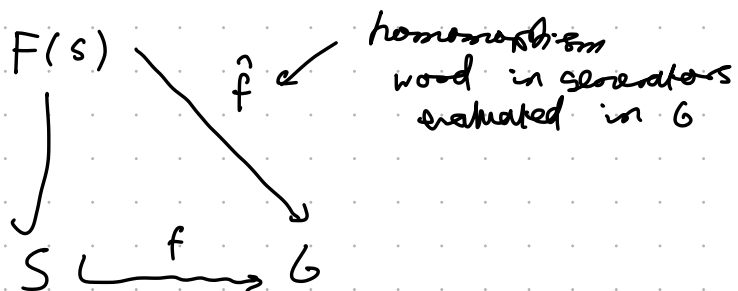 F(s)
homomorphism
f̂
word in generators
evaluated in G
f
S
G